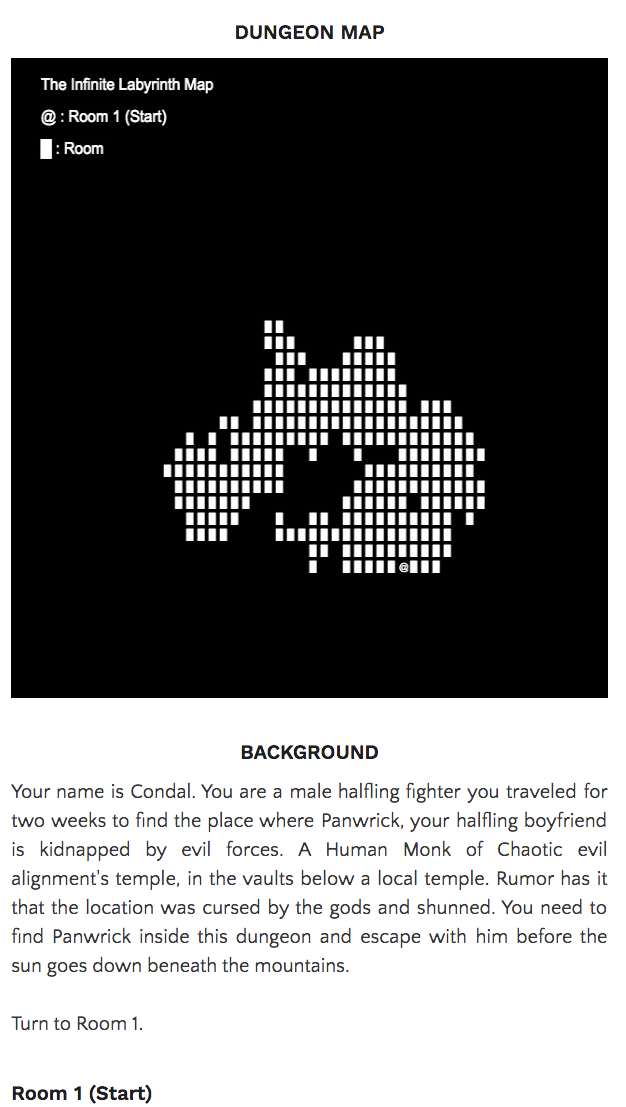 DUNGEON MAP
The Infinite Labyrinth Map
@ : Room 1 (Start)
█ : Room
@
BACKGROUND
Your name is Condal. You are a male halfling fighter you traveled for
two weeks to find the place where Panwrick, your halfling boyfriend
is kidnapped by evil forces. A Human Monk of Chaotic evil
alignment's temple, in the vaults below a local temple. Rumor has it
that the location was cursed by the gods and shunned. You need to
find Panwrick inside this dungeon and escape with him before the
sun goes down beneath the mountains.
Turn to Room 1.
Room 1 (Start)